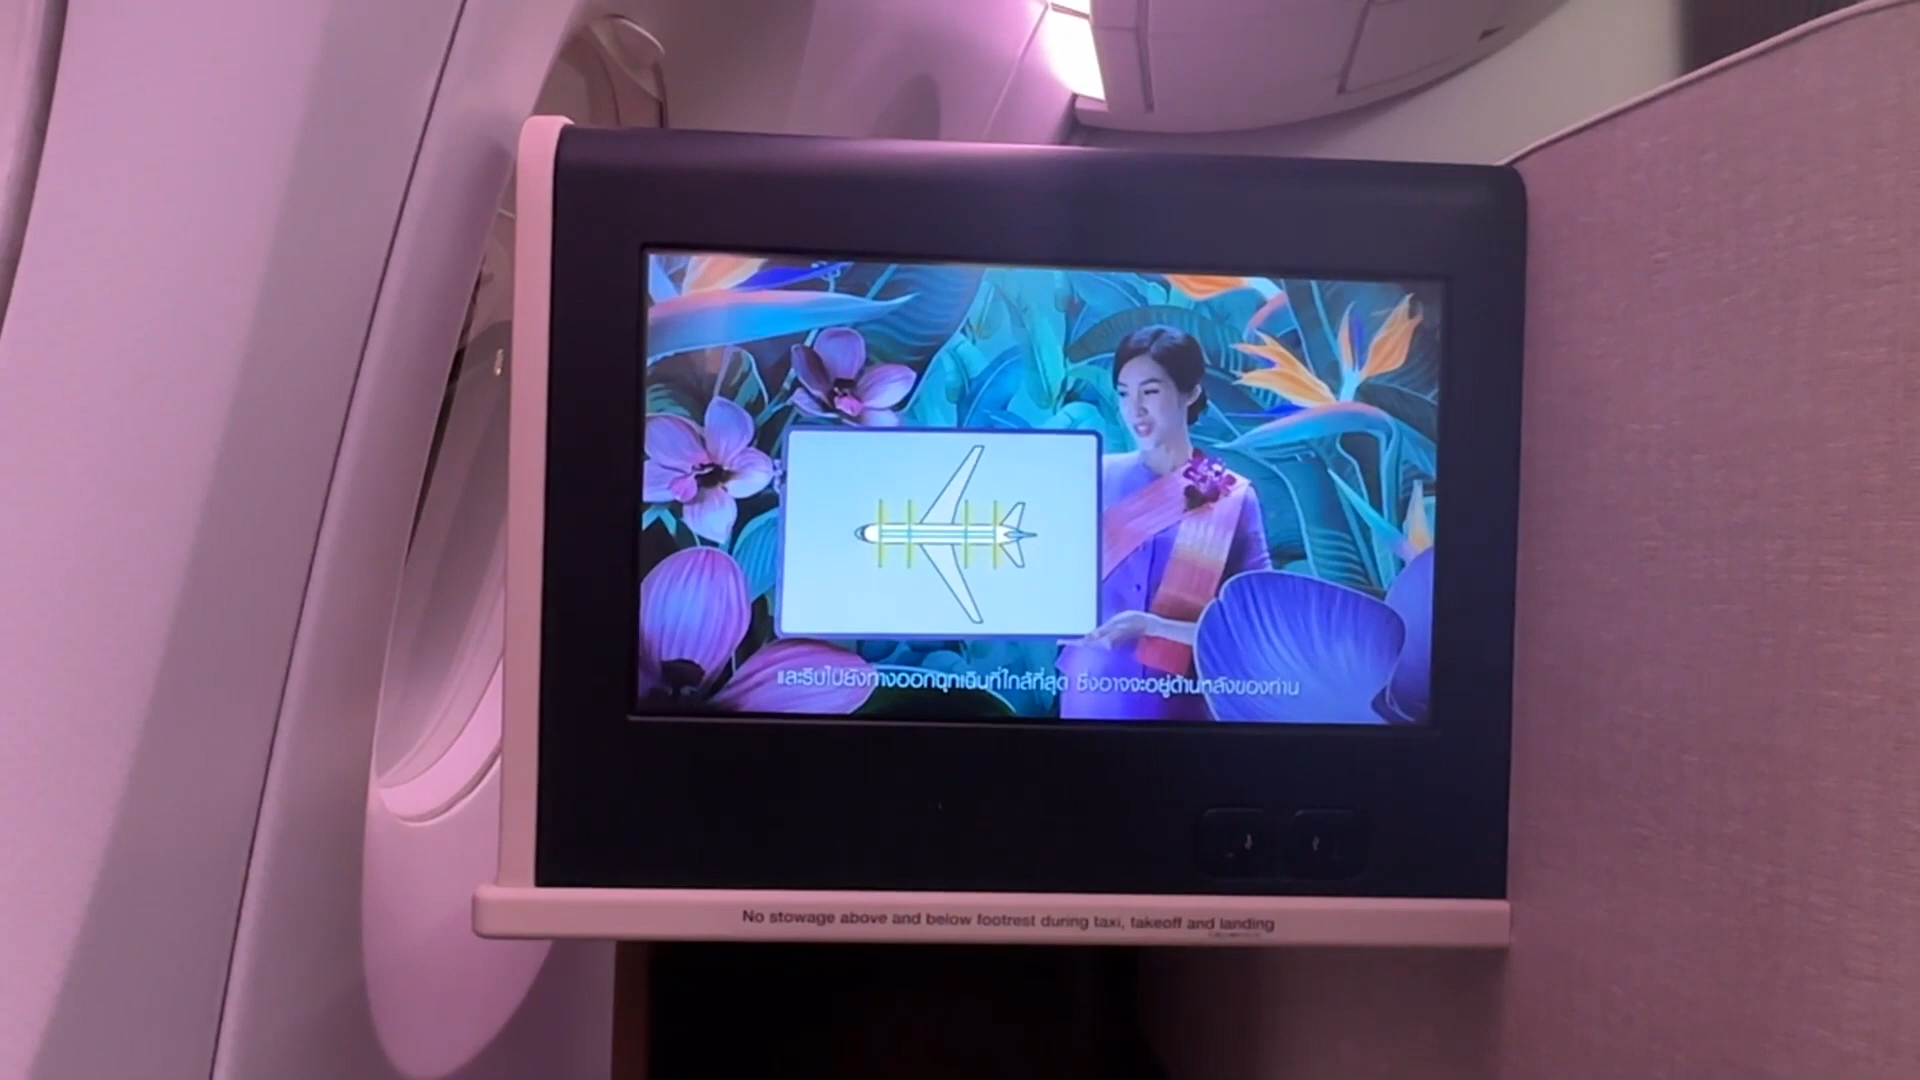 และรีบไปยังทางออกฉุกเฉินที่ใกล้ที่สุด ซึ่งอาจจะอยู่ด้านหลังของท่าน
No stowage above and below footrest during taxi, takeoff and landing